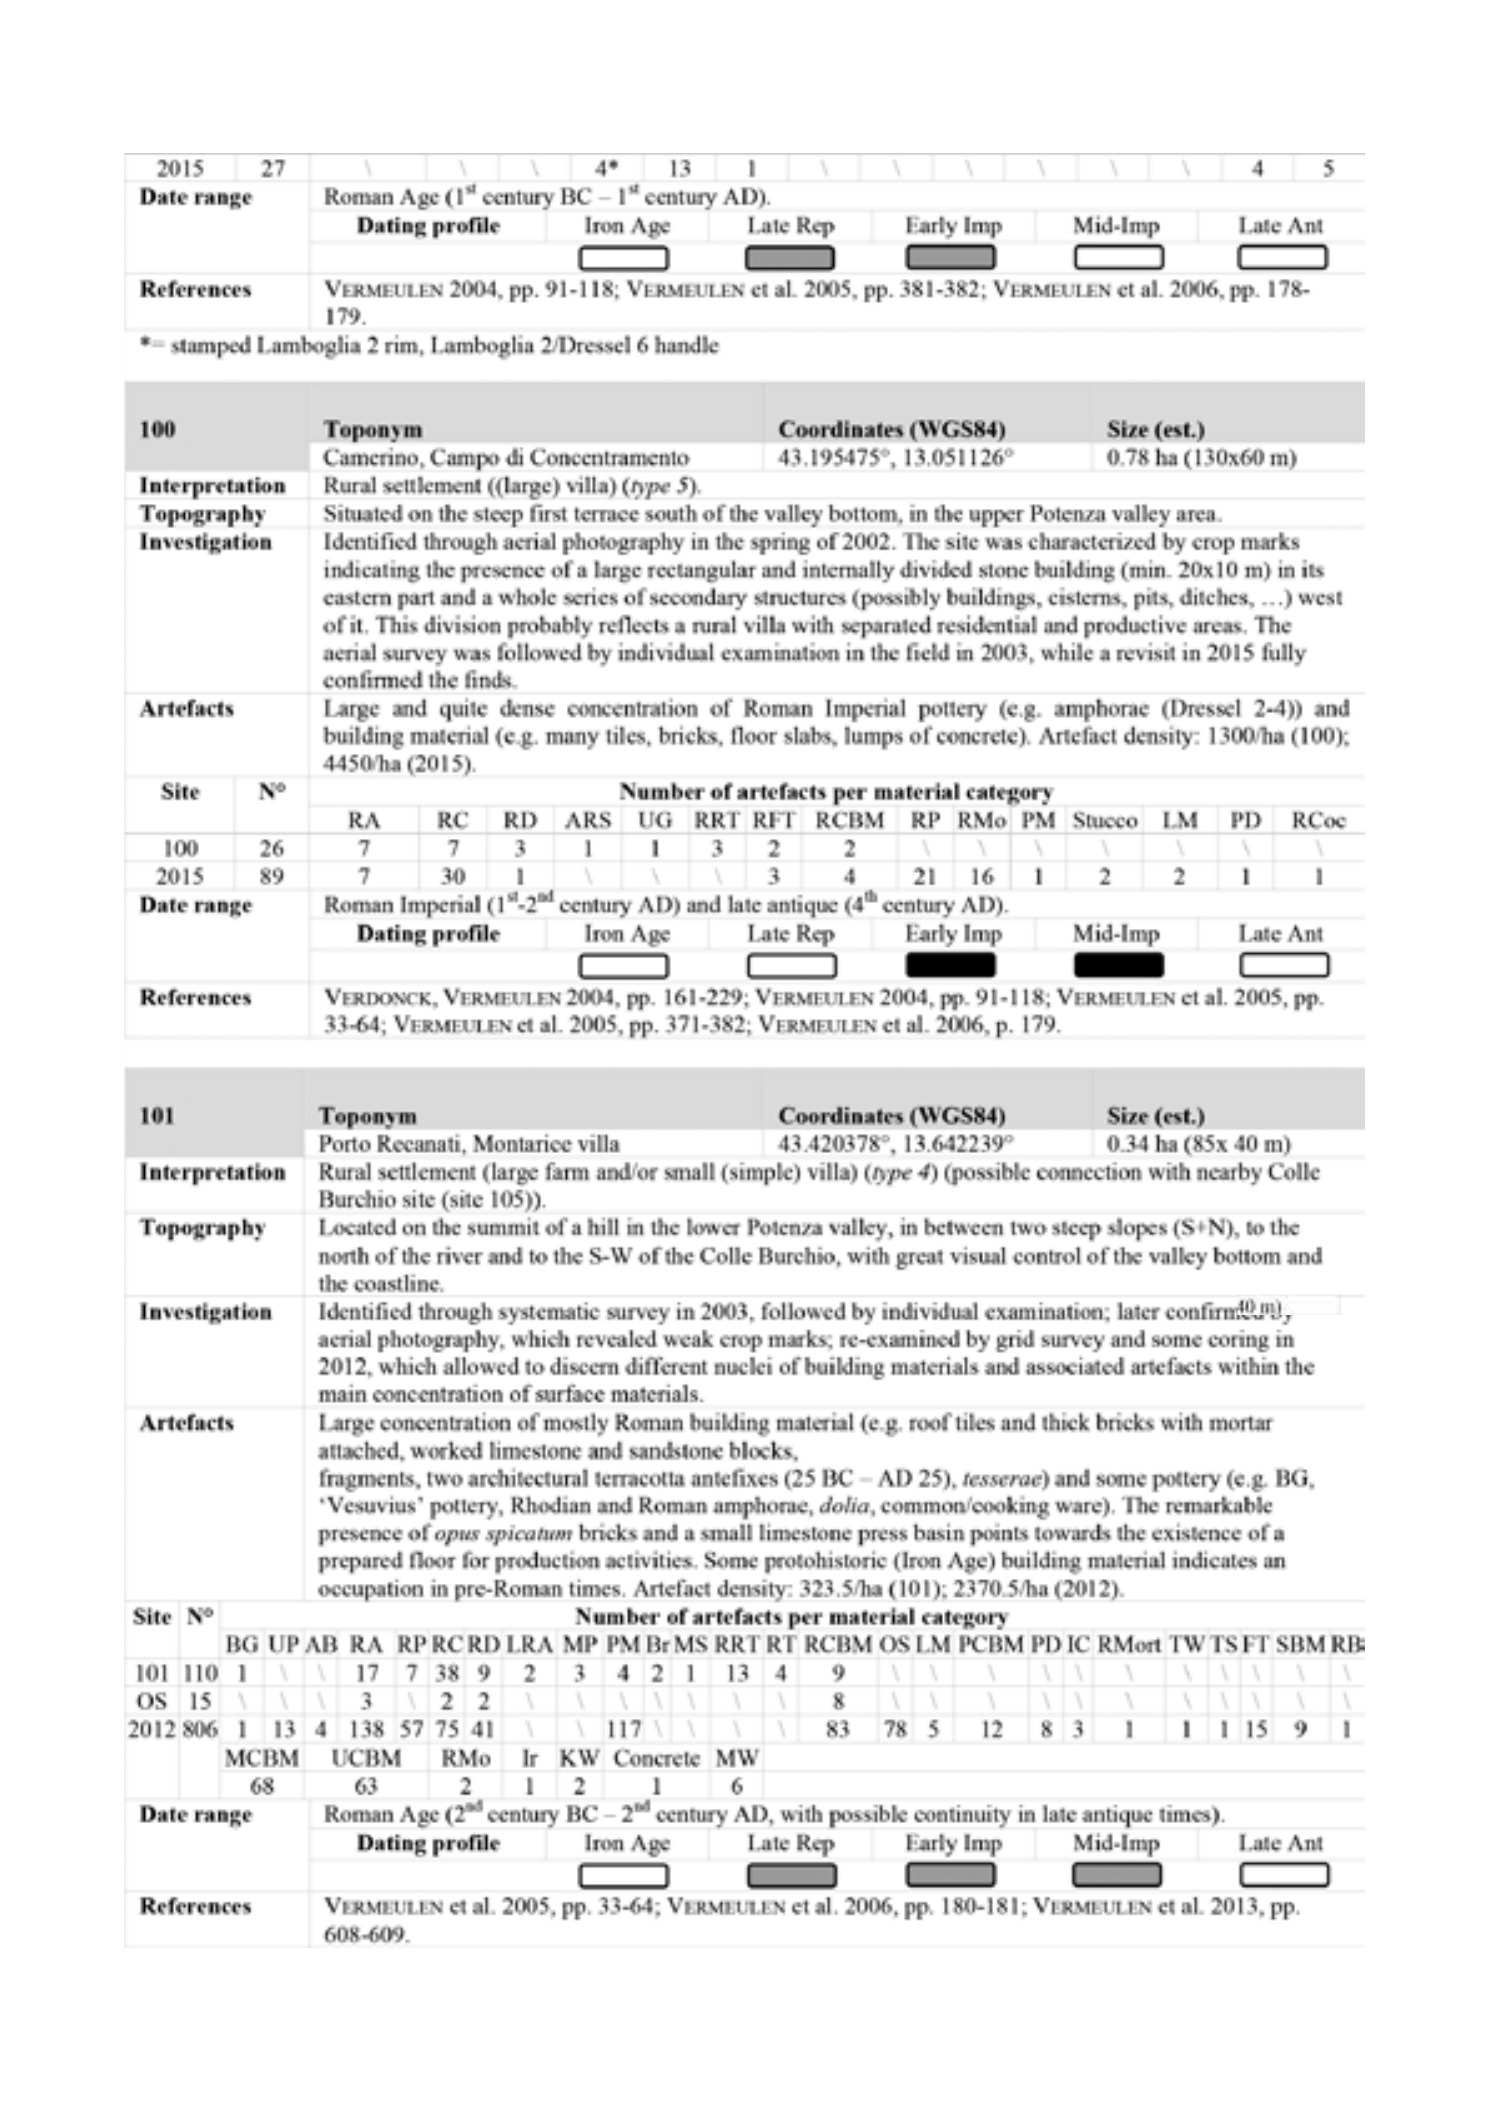 2015 27 \ \ \ 4* 13 1 \ \ \ \ \ \ 4 5
Date range Roman Age (1st century BC – 1st century AD).
Dating profile Iron Age Late Rep Early Imp Mid-Imp Late Ant
References VERMEULEN 2004, pp. 91-118; VERMEULEN et al. 2005, pp. 381-382; VERMEULEN et al. 2006, pp. 178-
179.
*= stamped Lamboglia 2 rim, Lamboglia 2/Dressel 6 handle
100 Toponym Coordinates (WGS84) Size (est.)
Camerino, Campo di Concentramento 43.195475°, 13.051126° 0.78 ha (130x60 m)
Interpretation Rural settlement ((large) villa) (type 5).
Topography Situated on the steep first terrace south of the valley bottom, in the upper Potenza valley area.
Investigation Identified through aerial photography in the spring of 2002. The site was characterized by crop marks
indicating the presence of a large rectangular and internally divided stone building (min. 20x10 m) in its
eastern part and a whole series of secondary structures (possibly buildings, cisterns, pits, ditches, …) west
of it. This division probably reflects a rural villa with separated residential and productive areas. The
aerial survey was followed by individual examination in the field in 2003, while a revisit in 2015 fully
confirmed the finds.
Artefacts Large and quite dense concentration of Roman Imperial pottery (e.g. amphorae (Dressel 2-4)) and
building material (e.g. many tiles, bricks, floor slabs, lumps of concrete). Artefact density: 1300/ha (100);
4450/ha (2015).
Site N° Number of artefacts per material category
RA RC RD ARS UG RRT RFT RCBM RP RMo PM Stucco LM PD RCoc
100 26 7 7 3 1 1 3 2 2 \ \ \ \ \ \ \
2015 89 7 30 1 \ \ \ 3 4 21 16 1 2 2 1 1
Date range Roman Imperial (1st-2nd century AD) and late antique (4th century AD).
Dating profile Iron Age Late Rep Early Imp Mid-Imp Late Ant
References VERDONCK, VERMEULEN 2004, pp. 161-229; VERMEULEN 2004, pp. 91-118; VERMEULEN et al. 2005, pp.
33-64; VERMEULEN et al. 2005, pp. 371-382; VERMEULEN et al. 2006, p. 179.
101 Toponym Coordinates (WGS84) Size (est.)
Porto Recanati, Montarice villa 43.420378°, 13.642239° 0.34 ha (85x 40 m)
Interpretation Rural settlement (large farm and/or small (simple) villa) (type 4) (possible connection with nearby Colle
Burchio site (site 105)).
Topography Located on the summit of a hill in the lower Potenza valley, in between two steep slopes (S+N), to the
north of the river and to the S-W of the Colle Burchio, with great visual control of the valley bottom and
the coastline.
Investigation Identified through systematic survey in 2003, followed by individual examination; later confirmed by 40 m)
aerial photography, which revealed weak crop marks; re-examined by grid survey and some coring in
2012, which allowed to discern different nuclei of building materials and associated artefacts within the
main concentration of surface materials.
Artefacts Large concentration of mostly Roman building material (e.g. roof tiles and thick bricks with mortar
attached, worked limestone and sandstone blocks,
fragments, two architectural terracotta antefixes (25 BC – AD 25), tesserae) and some pottery (e.g. BG,
‘Vesuvius’ pottery, Rhodian and Roman amphorae, dolia, common/cooking ware). The remarkable
presence of opus spicatum bricks and a small limestone press basin points towards the existence of a
prepared floor for production activities. Some protohistoric (Iron Age) building material indicates an
occupation in pre-Roman times. Artefact density: 323.5/ha (101); 2370.5/ha (2012).
Site N° Number of artefacts per material category
BG UP AB RA RP RC RD LRA MP PM Br MS RRT RT RCBM OS LM PCBM PD IC RMort TW TS FT SBM RB
101 110 1 \ \ 17 7 38 9 2 3 4 2 1 13 4 9 \ \ \ \ \ \ \ \ \ \ \
OS 15 \ \ \ 3 \ 2 2 \ \ \ \ \ \ \ 8 \ \ \ \ \ \ \ \ \ \ \
2012 806 1 13 4 138 57 75 41 \ \ 117 \ \ \ \ 83 78 5 12 8 3 1 1 1 15 9 1
MCBM UCBM RMo Ir KW Concrete MW
68 63 2 1 2 1 6
Date range Roman Age (2nd century BC – 2nd century AD, with possible continuity in late antique times).
Dating profile Iron Age Late Rep Early Imp Mid-Imp Late Ant
References VERMEULEN et al. 2005, pp. 33-64; VERMEULEN et al. 2006, pp. 180-181; VERMEULEN et al. 2013, pp.
608-609.